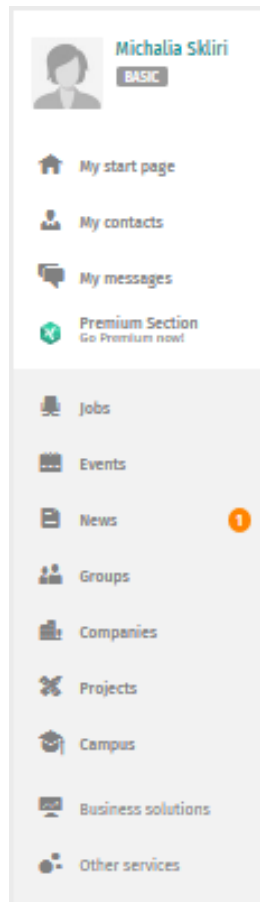 Michalia Skliri
BASIC
My start page
My contacts
My messages
Premium Section
Go Premium now!
Jobs
Events
News
1
Groups
Companies
Projects
Campus
Business solutions
Other services